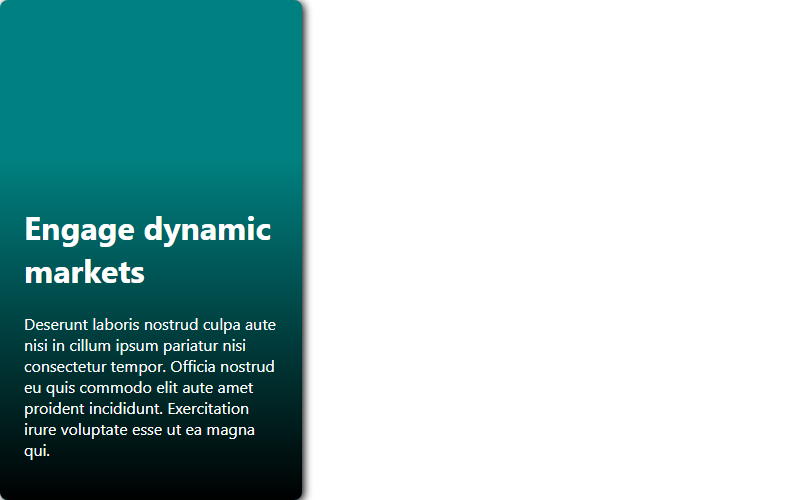 Engage dynamic
markets
Deserunt laboris nostrud culpa aute
nisi in cillum ipsum pariatur nisi
consectetur tempor. Officia nostrud
eu quis commodo elit aute amet
proident incididunt. Exercitation
irure voluptate esse ut ea magna
qui.